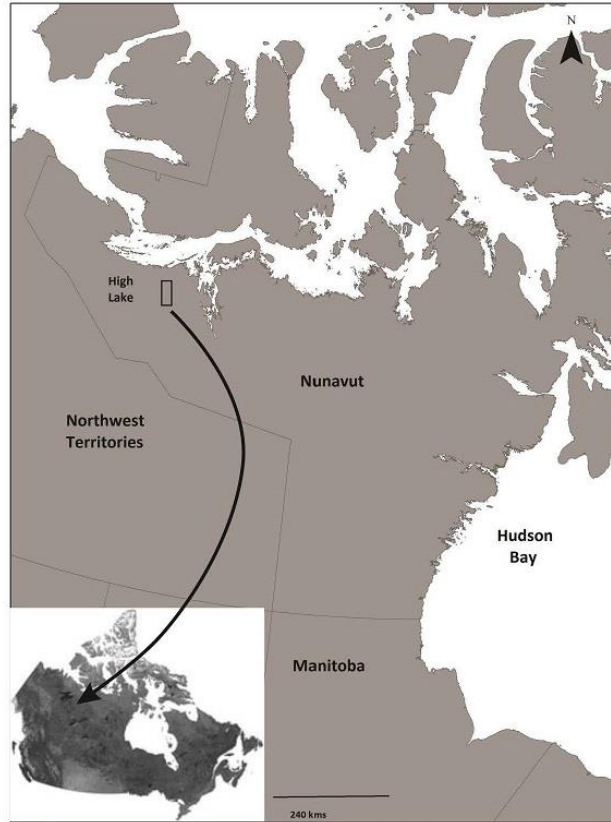 N
High
Lake
Nunavut
Northwest
Territories
Hudson
Bay
Manitoba
240 kms